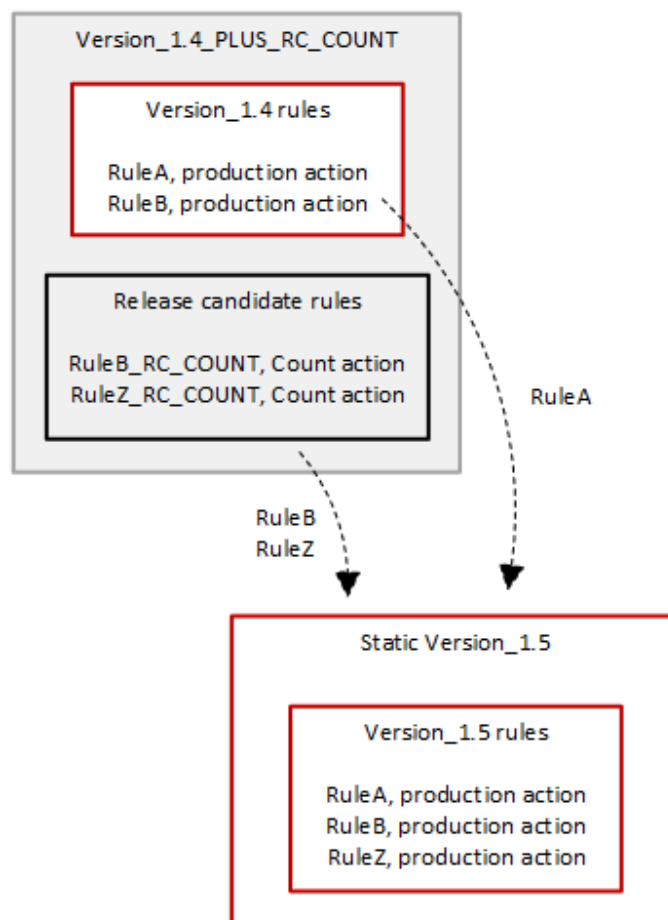 Version_1.4_PLUS_RC_COUNT
Version_1.4 rules
RuleA, production action
RuleB, production action
Release candidate rules
RuleB_RC_COUNT, Count action
RuleZ_RC_COUNT, Count action
RuleA
RuleB
RuleZ
Static Version_1.5
Version_1.5 rules
RuleA, production action
RuleB, production action
RuleZ, production action